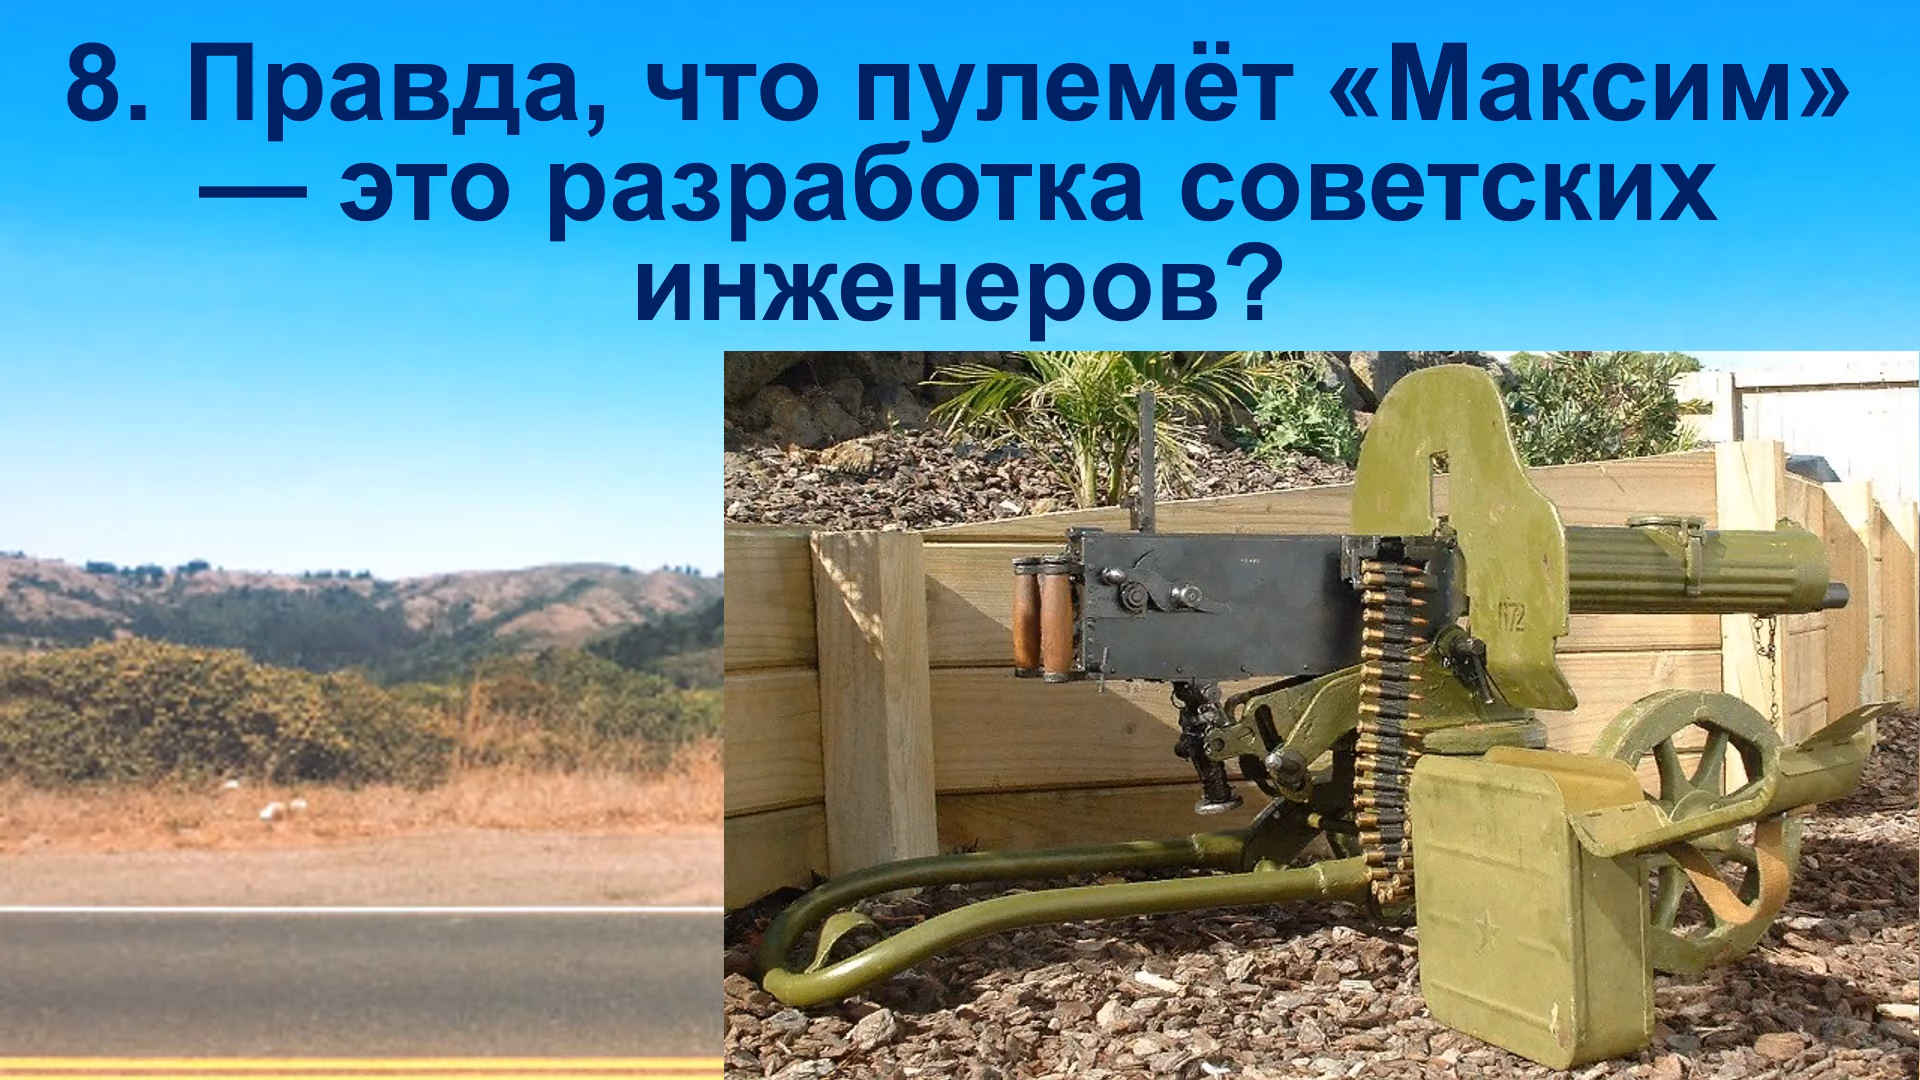 8. Правда, что пулемёт «Максим»
— это разработка советских
инженеров?